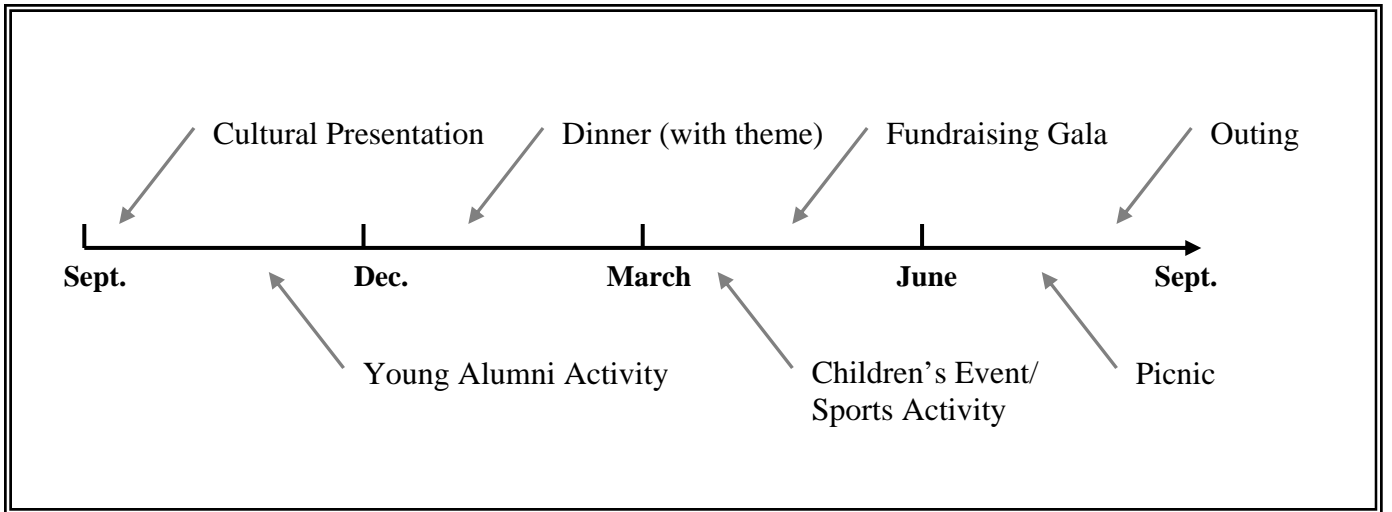 Cultural Presentation
Dinner (with theme)
Fundraising Gala
Outing
Sept.
Dec.
March
June
Sept.
Young Alumni Activity
Children’s Event/
Sports Activity
Picnic